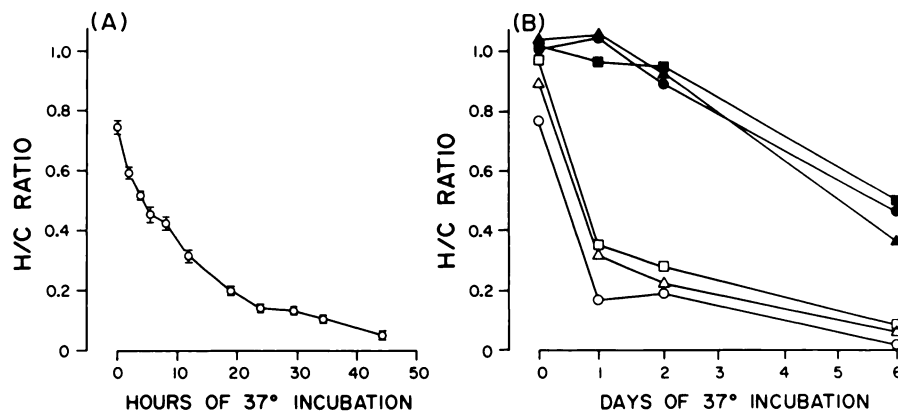 (A)
1.0
0.8
0.6
0.4
0.2
0
H/C RATIO
0 10 20 30 40 50
HOURS OF 37° INCUBATION
(B)
1.0
0.8
0.6
0.4
0.2
0
H/C RATIO
0 1 2 3 4 5 6
DAYS OF 37° INCUBATION